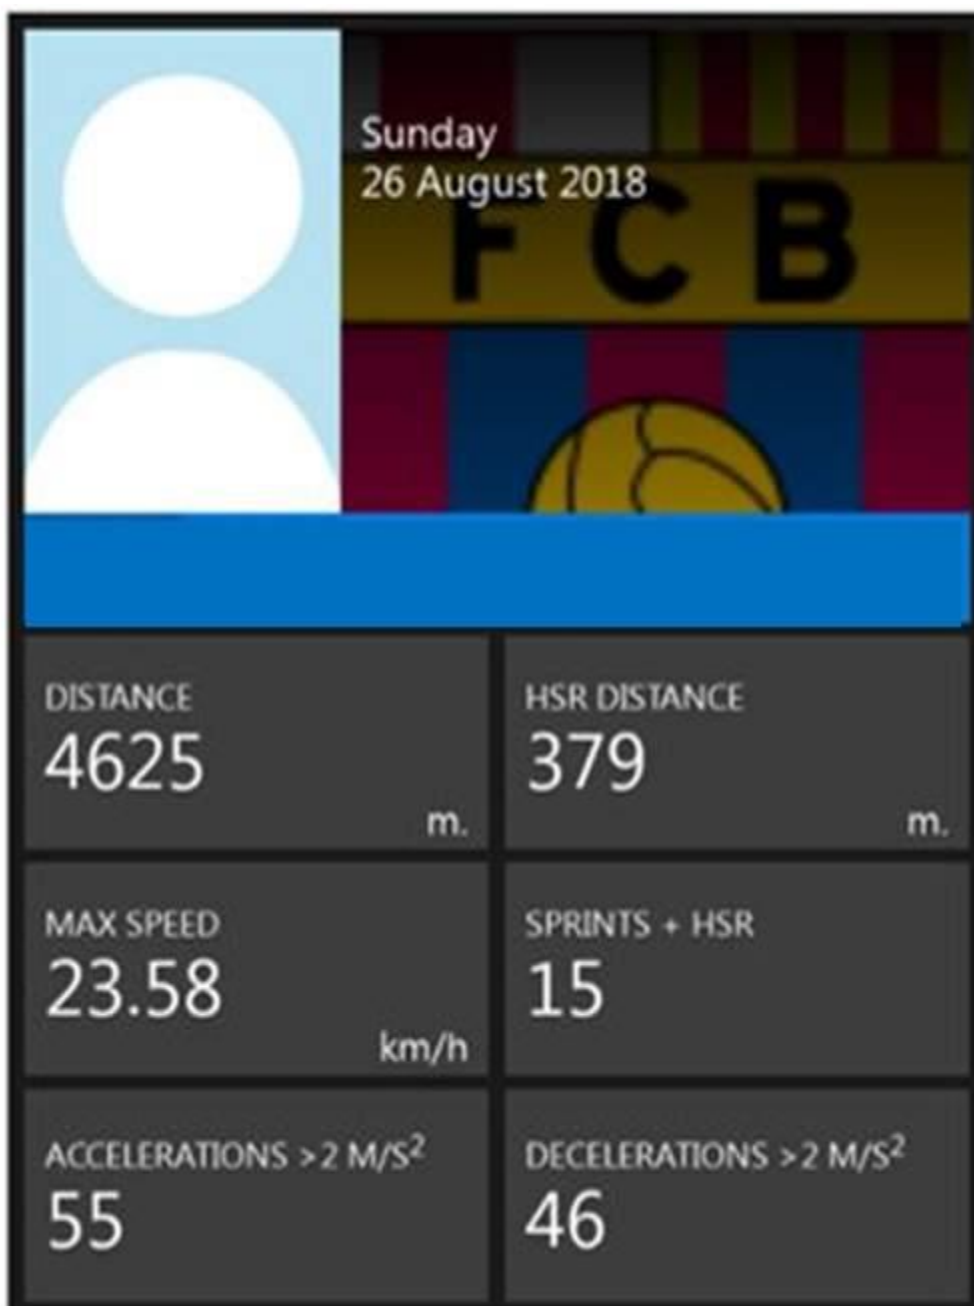 Sunday
26 August 2018
FCB
DISTANCE
4625
m.
HSR DISTANCE
379
m.
MAX SPEED
23.58
km/h
SPRINTS + HSR
15
ACCELERATIONS >2 M/S²
55
DECELERATIONS >2 M/S²
46